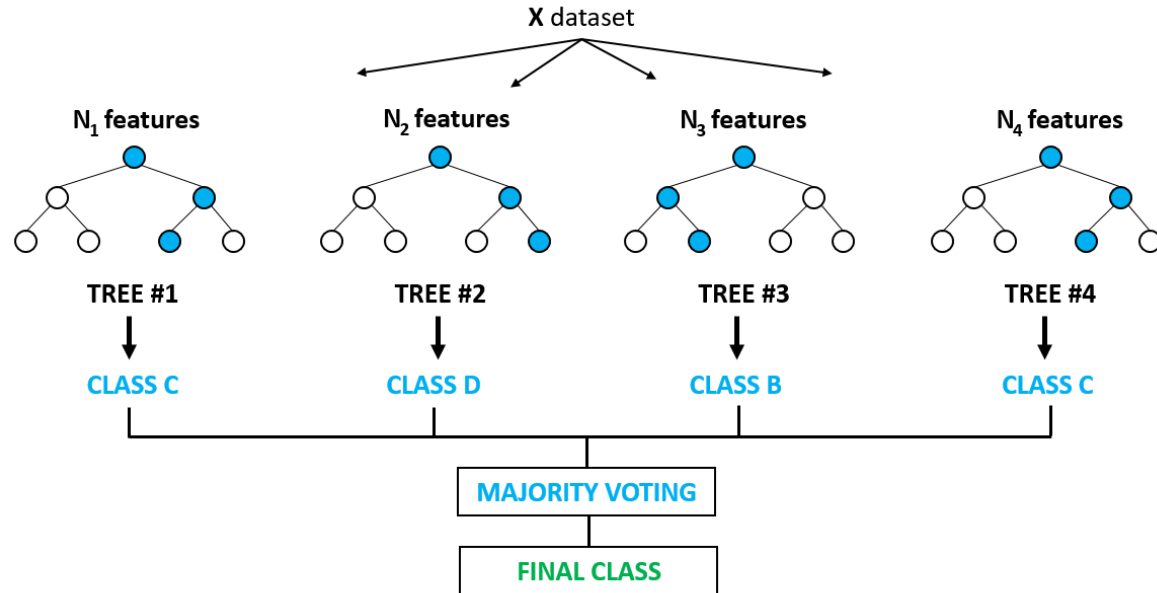 X dataset
N₁ features
N₂ features
N₃ features
N₄ features
TREE #1
TREE #2
TREE #3
TREE #4
CLASS C
CLASS D
CLASS B
CLASS C
MAJORITY VOTING
FINAL CLASS